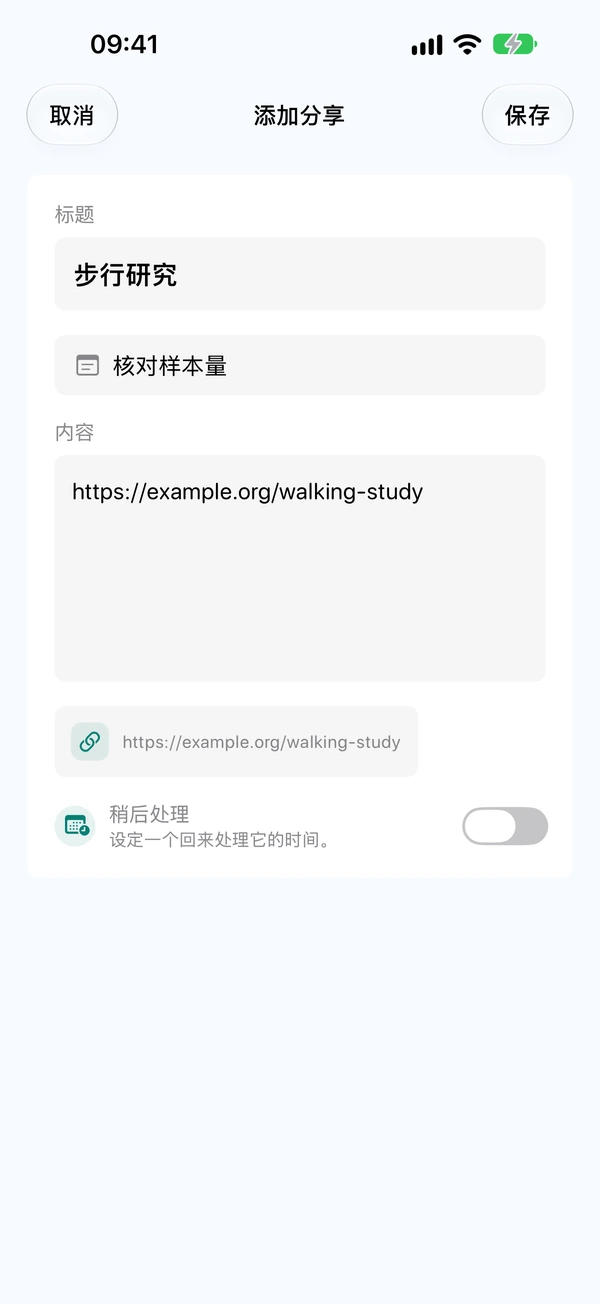 09:41
取消
添加分享
保存
标题
步行研究
核对样本量
内容
https://example.org/walking-study
https://example.org/walking-study
稍后处理
设定一个回来处理它的时间。